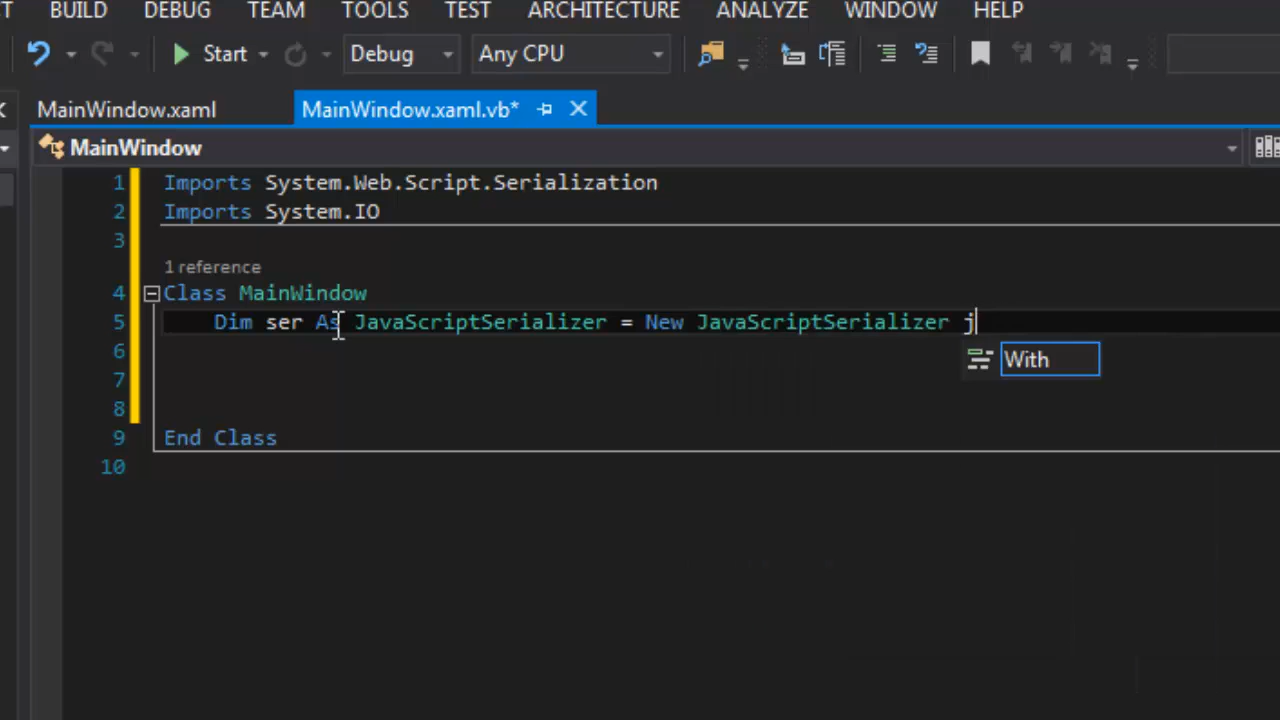 BUILD DEBUG TEAM TOOLS TEST ARCHITECTURE ANALYZE WINDOW HELP
Start Debug Any CPU
MainWindow.xaml MainWindow.xaml.vb*
MainWindow
1 Imports System.Web.Script.Serialization
2 Imports System.IO
3
1 reference
4 Class MainWindow
5 Dim ser As JavaScriptSerializer = New JavaScriptSerializer j
With
6
7
8
9 End Class
10